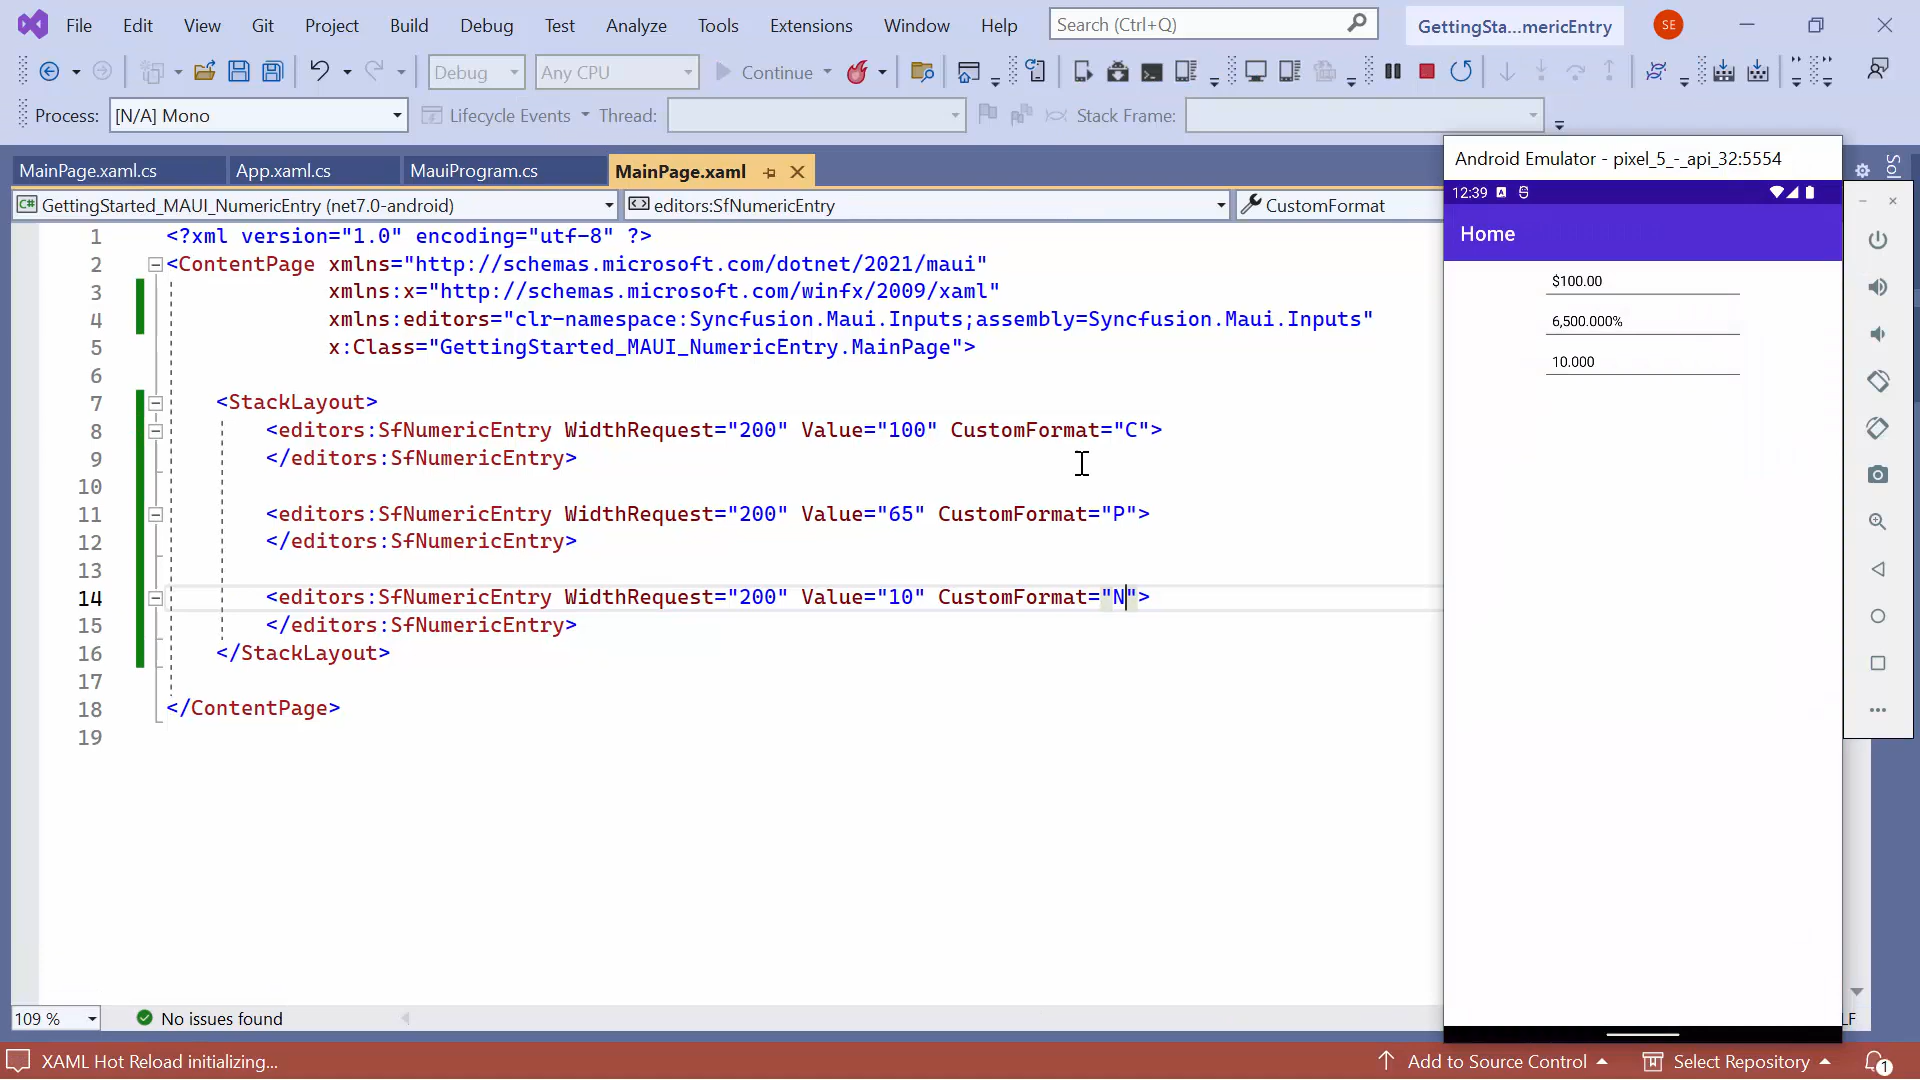 File Edit View Git Project Build Debug Test Analyze Tools Extensions Window Help Search (Ctrl+Q) GettingSta...mericEntry SE
Debug Any CPU Continue
Process: [N/A] Mono Lifecycle Events Thread: Stack Frame:
MainPage.xaml.cs App.xaml.cs MauiProgram.cs MainPage.xaml
GettingStarted_MAUI_NumericEntry (net7.0-android) editors:SfNumericEntry CustomFormat
1 <?xml version="1.0" encoding="utf-8" ?>
2 <ContentPage xmlns="http://schemas.microsoft.com/dotnet/2021/maui"
3 xmlns:x="http://schemas.microsoft.com/winfx/2009/xaml"
4 xmlns:editors="clr-namespace:Syncfusion.Maui.Inputs;assembly=Syncfusion.Maui.Inputs"
5 x:Class="GettingStarted_MAUI_NumericEntry.MainPage">
6
7 <StackLayout>
8 <editors:SfNumericEntry WidthRequest="200" Value="100" CustomFormat="C">
9 </editors:SfNumericEntry>
10
11 <editors:SfNumericEntry WidthRequest="200" Value="65" CustomFormat="P">
12 </editors:SfNumericEntry>
13
14 <editors:SfNumericEntry WidthRequest="200" Value="10" CustomFormat="N">
15 </editors:SfNumericEntry>
16 </StackLayout>
17
18 </ContentPage>
19
Android Emulator - pixel_5_-_api_32:5554
12:39
Home
$100.00
6,500.000%
10.000
Sol
109 % No issues found LF
XAML Hot Reload initializing... Add to Source Control Select Repository 1